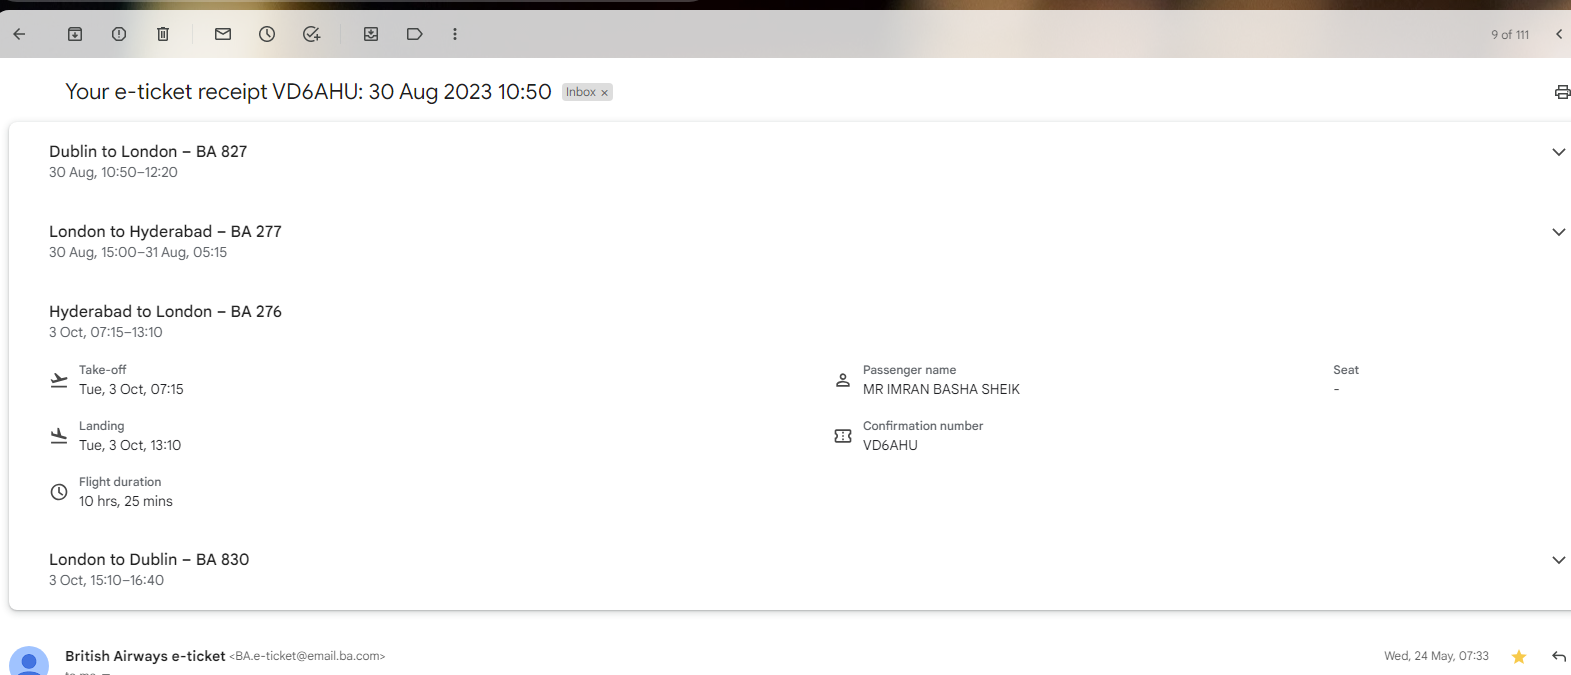 9 of 111
Your e-ticket receipt VD6AHU: 30 Aug 2023 10:50 Inbox ×
Dublin to London – BA 827
30 Aug, 10:50–12:20
London to Hyderabad – BA 277
30 Aug, 15:00–31 Aug, 05:15
Hyderabad to London – BA 276
3 Oct, 07:15–13:10
Take-off
Tue, 3 Oct, 07:15
Passenger name
MR IMRAN BASHA SHEIK
Seat
-
Landing
Tue, 3 Oct, 13:10
Confirmation number
VD6AHU
Flight duration
10 hrs, 25 mins
London to Dublin – BA 830
3 Oct, 15:10–16:40
British Airways e-ticket <BA.e-ticket@email.ba.com>
Wed, 24 May, 07:33